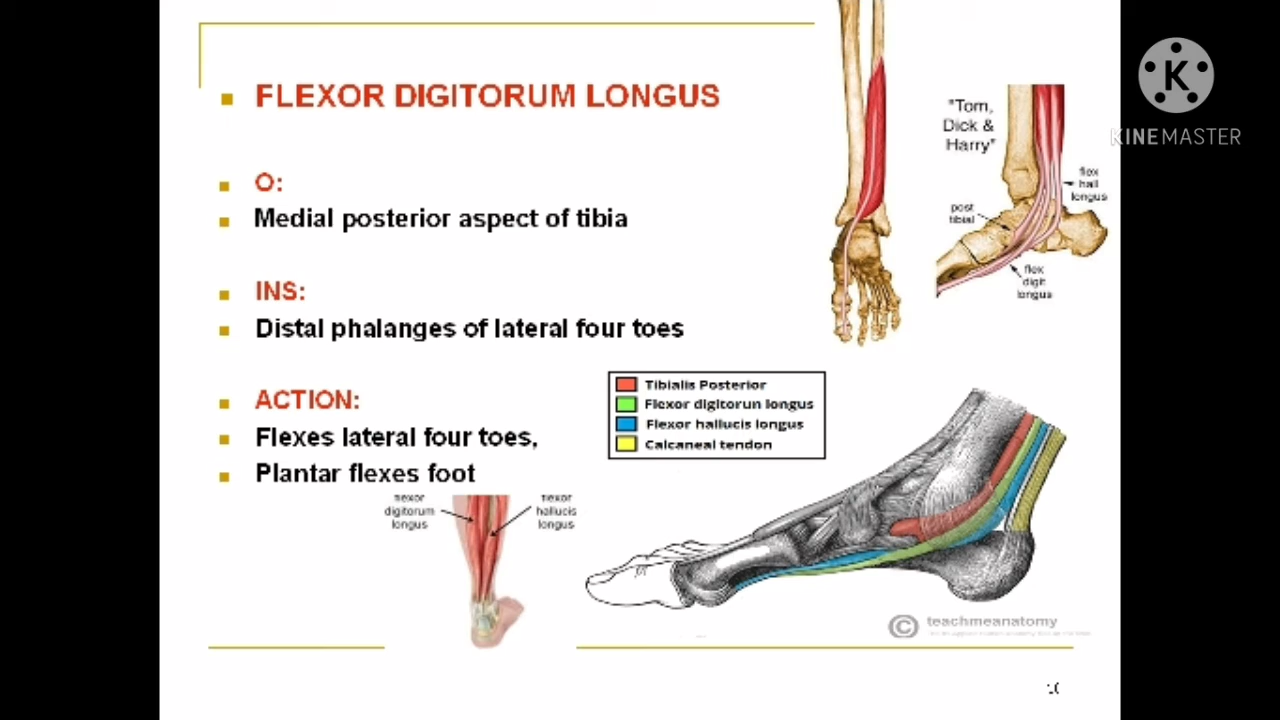 FLEXOR DIGITORUM LONGUS
O:
Medial posterior aspect of tibia
INS:
Distal phalanges of lateral four toes
ACTION:
Flexes lateral four toes,
Plantar flexes foot
"Tom,
Dick &
Harry"
flex
hall
longus
post
tibial
flex
digit
longus
K
KINEMASTER
Tibialis Posterior
Flexor digitorun longus
Flexor hallucis longus
Calcaneal tendon
flexor
digitorum
longus
flexor
hallucis
longus
© teachmeanatomy